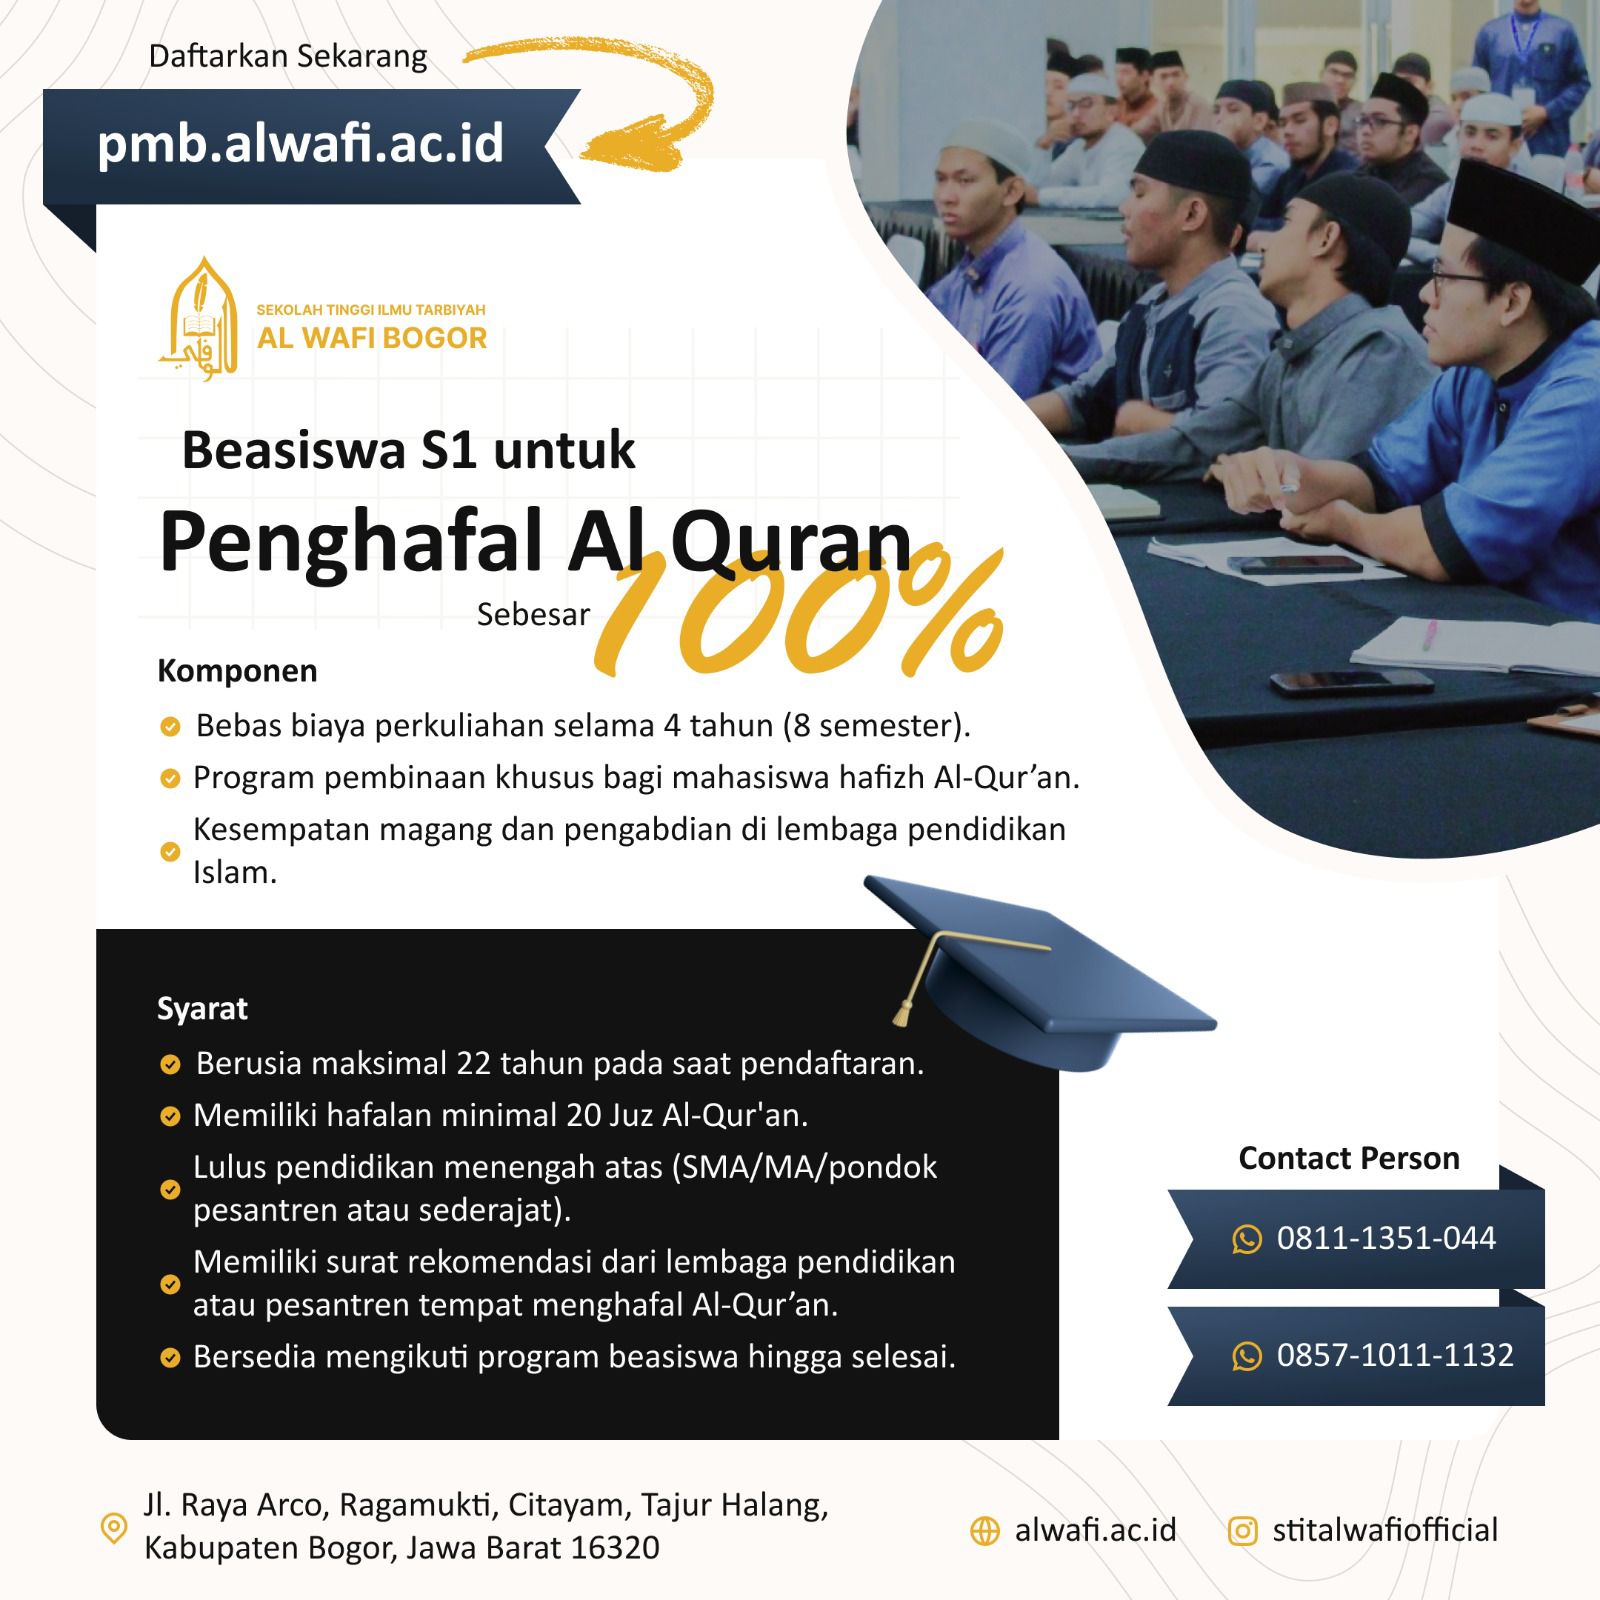 Daftarkan Sekarang
pmb.alwafi.ac.id
SEKOLAH TINGGI ILMU TARBIYAH
AL WAFI BOGOR
Beasiswa S1 untuk
Penghafal Al Quran
Sebesar 100%
Komponen
Bebas biaya perkuliahan selama 4 tahun (8 semester).
Program pembinaan khusus bagi mahasiswa hafizh Al-Qur’an.
Kesempatan magang dan pengabdian di lembaga pendidikan
Islam.
Syarat
Berusia maksimal 22 tahun pada saat pendaftaran.
Memiliki hafalan minimal 20 Juz Al-Qur'an.
Lulus pendidikan menengah atas (SMA/MA/pondok
pesantren atau sederajat).
Memiliki surat rekomendasi dari lembaga pendidikan
atau pesantren tempat menghafal Al-Qur’an.
Bersedia mengikuti program beasiswa hingga selesai.
Contact Person
0811-1351-044
0857-1011-1132
Jl. Raya Arco, Ragamukti, Citayam, Tajur Halang,
Kabupaten Bogor, Jawa Barat 16320
alwafi.ac.id
stitalwafiofficial